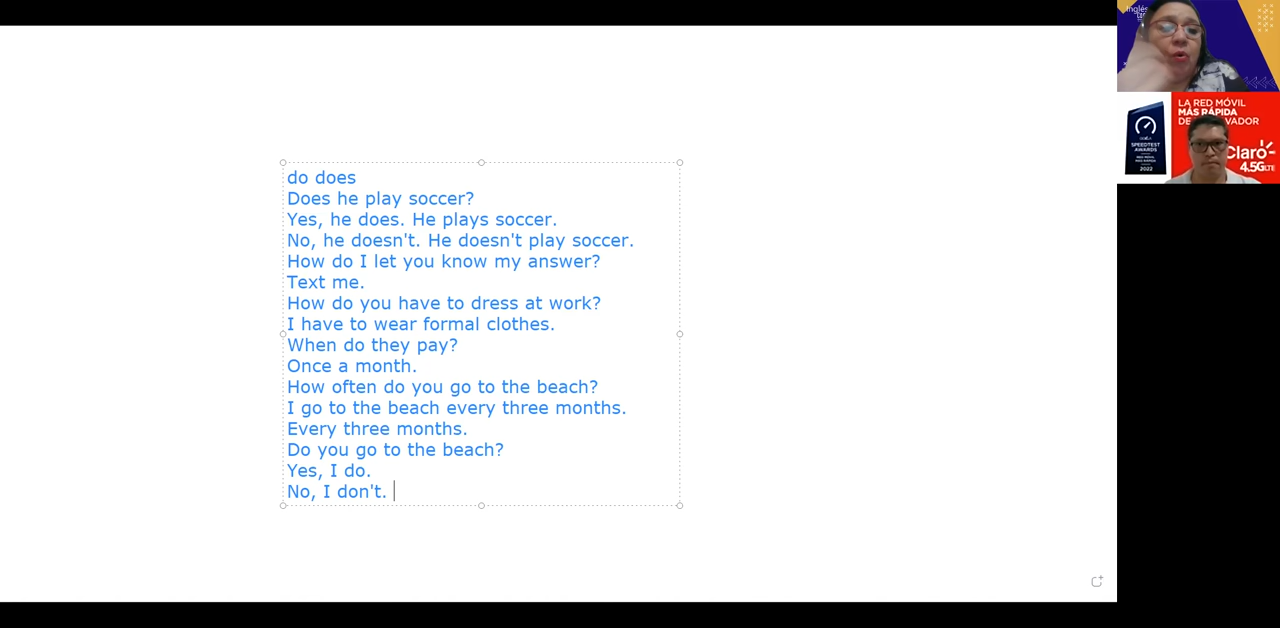 do does
Does he play soccer?
Yes, he does. He plays soccer.
No, he doesn't. He doesn't play soccer.
How do I let you know my answer?
Text me.
How do you have to dress at work?
I have to wear formal clothes.
When do they pay?
Once a month.
How often do you go to the beach?
I go to the beach every three months.
Every three months.
Do you go to the beach?
Yes, I do.
No, I don't.
Inglés
LA RED MÓVIL
MÁS RÁPIDA
DE VADOR
SPEEDTEST
AWARDS
2022
Claro
4.5G LTE